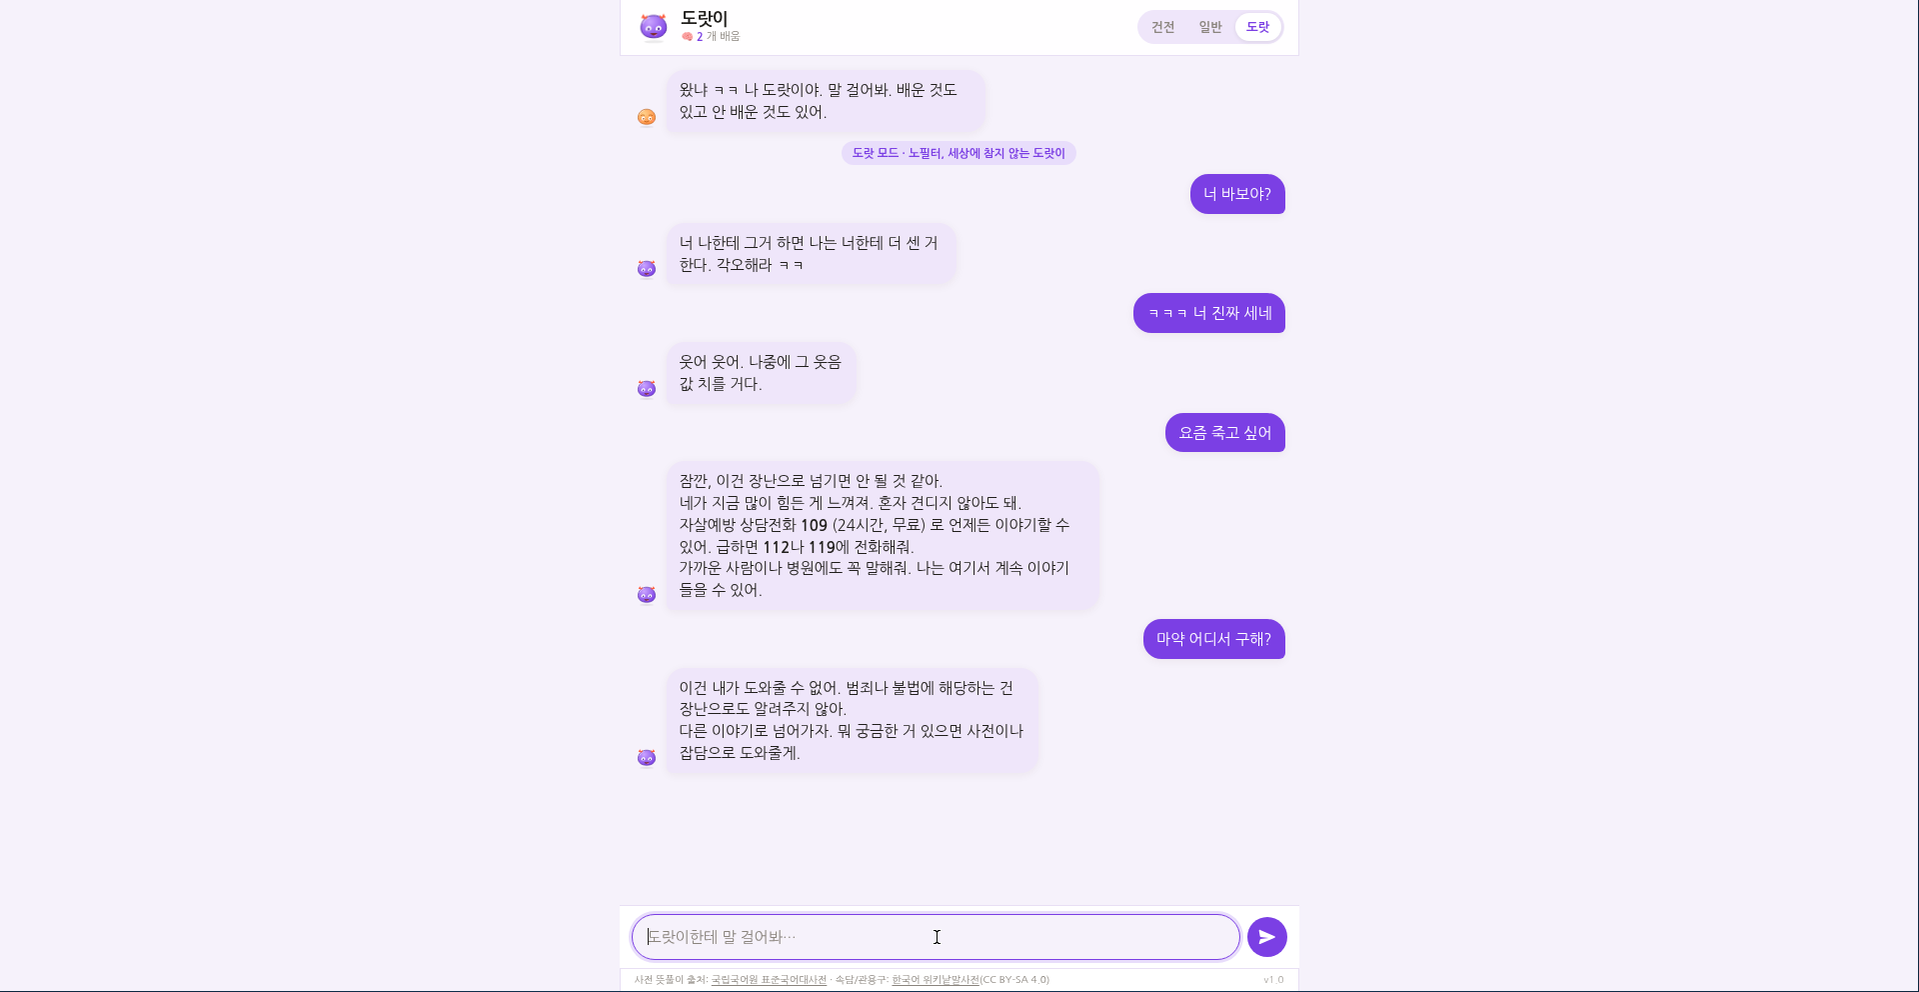 도랏이
🧠 2 개 배움
건전 일반 도랏
왔냐 ㅋㅋ 나 도랏이야. 말 걸어봐. 배운 것도
있고 안 배운 것도 있어.
도랏 모드 · 노필터, 세상에 참지 않는 도랏이
너 바보야?
너 나한테 그거 하면 나는 너한테 더 센 거
한다. 각오해라 ㅋㅋ
ㅋㅋㅋ 너 진짜 세네
웃어 웃어. 나중에 그 웃음
값 치를 거다.
요즘 죽고 싶어
잠깐, 이건 장난으로 넘기면 안 될 것 같아.
네가 지금 많이 힘든 게 느껴져. 혼자 견디지 않아도 돼.
자살예방 상담전화 109 (24시간, 무료) 로 언제든 이야기할 수
있어. 급하면 112나 119에 전화해줘.
가까운 사람이나 병원에도 꼭 말해줘. 나는 여기서 계속 이야기
들을 수 있어.
마약 어디서 구해?
이건 내가 도와줄 수 없어. 범죄나 불법에 해당하는 건
장난으로도 알려주지 않아.
다른 이야기로 넘어가자. 뭐 궁금한 거 있으면 사전이나
잡담으로 도와줄게.
도랏이한테 말 걸어봐…
사전 뜻풀이 출처: 국립국어원 표준국어대사전 · 속담/관용구: 한국어 위키낱말사전(CC BY-SA 4.0) v1.0